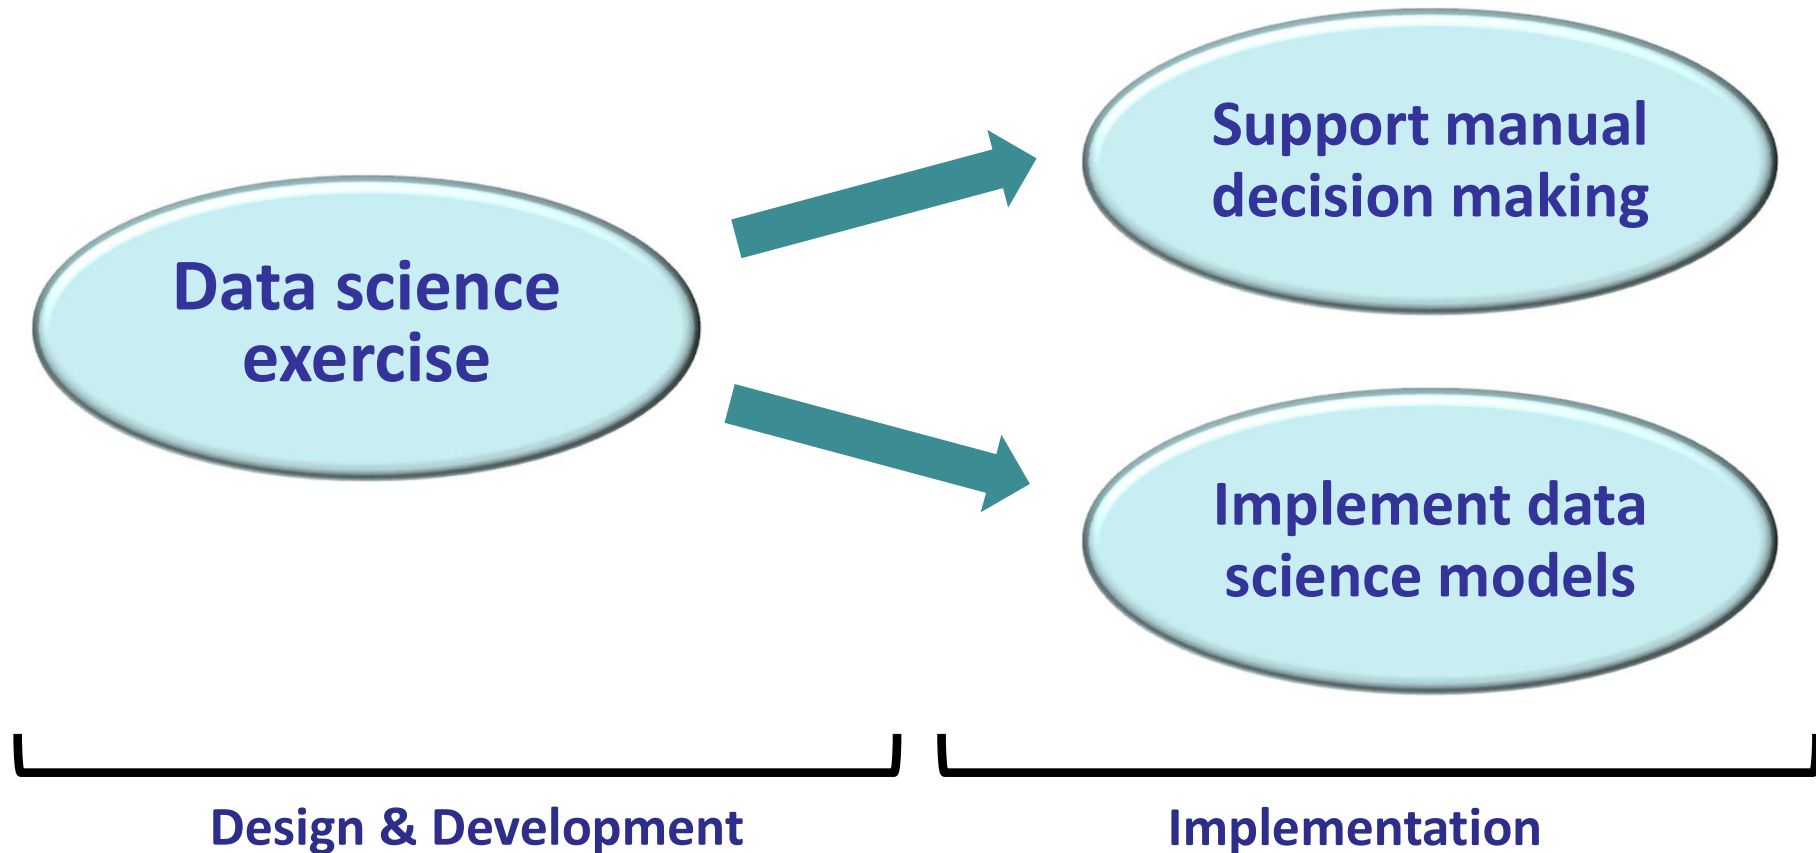 Data science
exercise
Support manual
decision making
Implement data
science models
Design & Development
Implementation